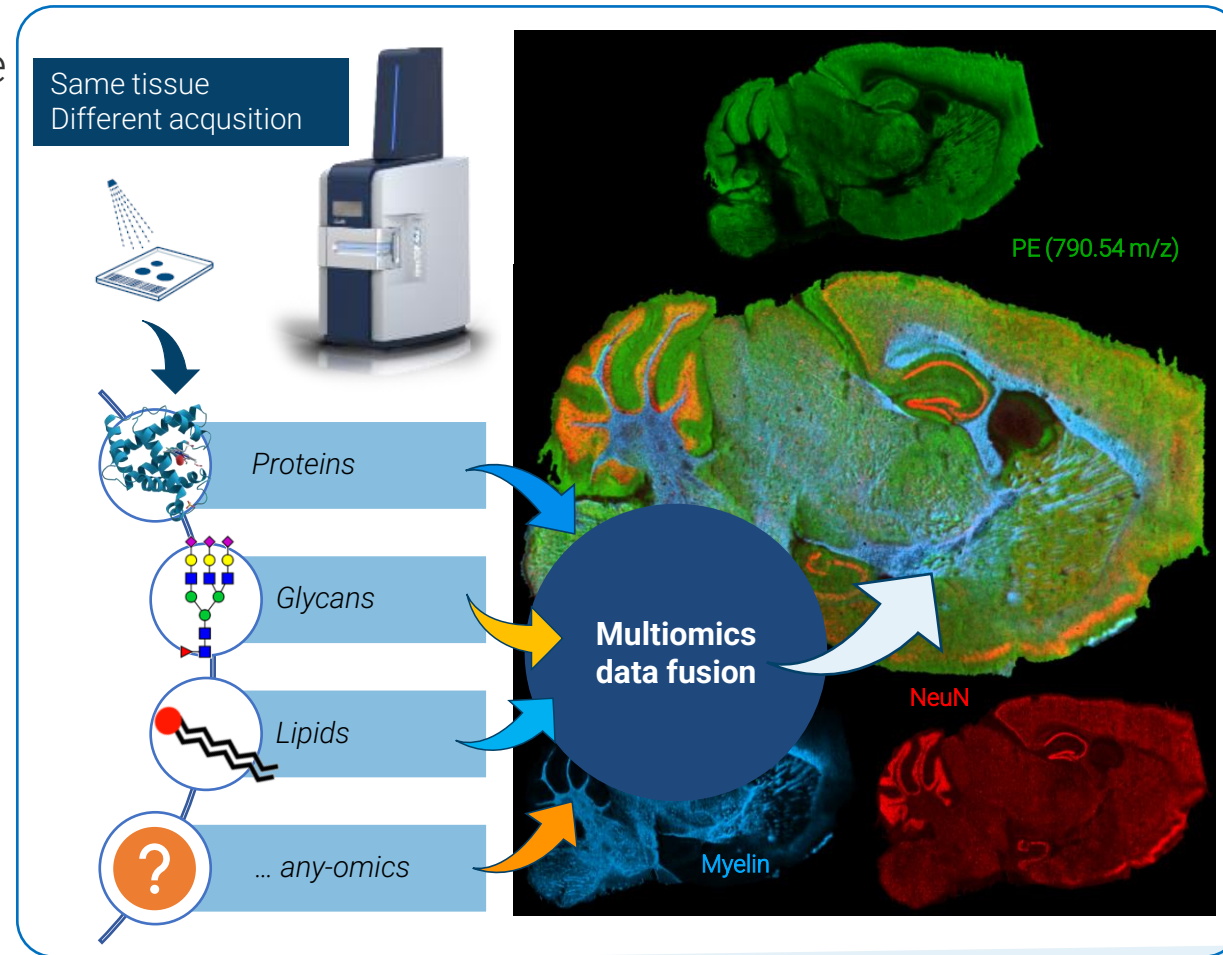 e
Same tissue
Different acqusition
PE (790.54 m/z)
Proteins
Glycans
Multiomics
data fusion
NeuN
Lipids
Myelin
... any-omics
?